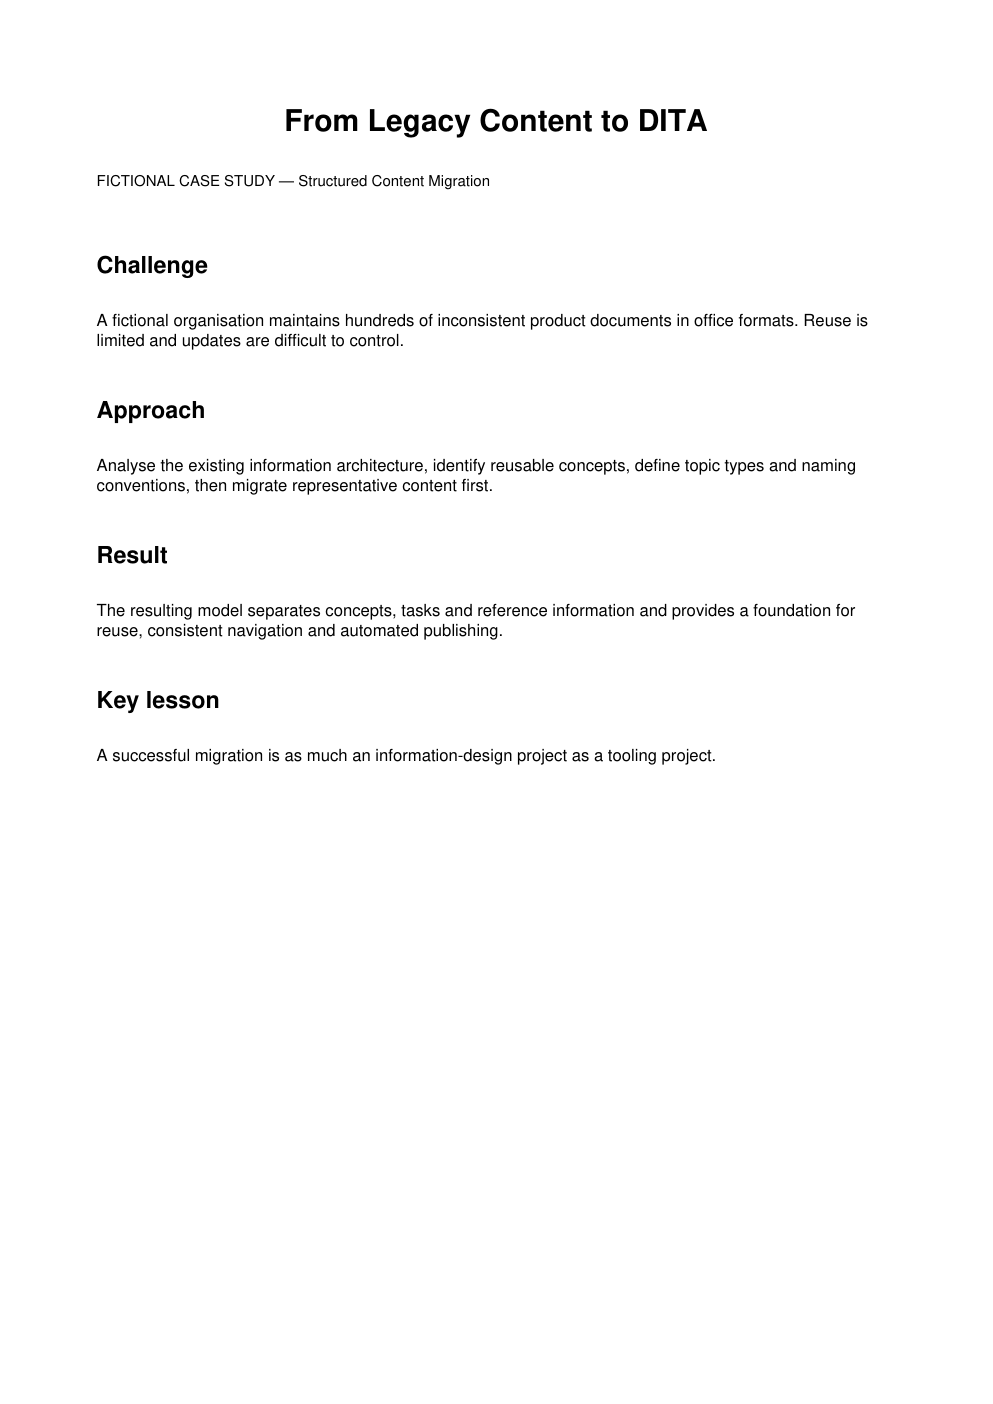 From Legacy Content to DITA
FICTIONAL CASE STUDY — Structured Content Migration
Challenge
A fictional organisation maintains hundreds of inconsistent product documents in office formats. Reuse is
limited and updates are difficult to control.
Approach
Analyse the existing information architecture, identify reusable concepts, define topic types and naming
conventions, then migrate representative content first.
Result
The resulting model separates concepts, tasks and reference information and provides a foundation for
reuse, consistent navigation and automated publishing.
Key lesson
A successful migration is as much an information-design project as a tooling project.